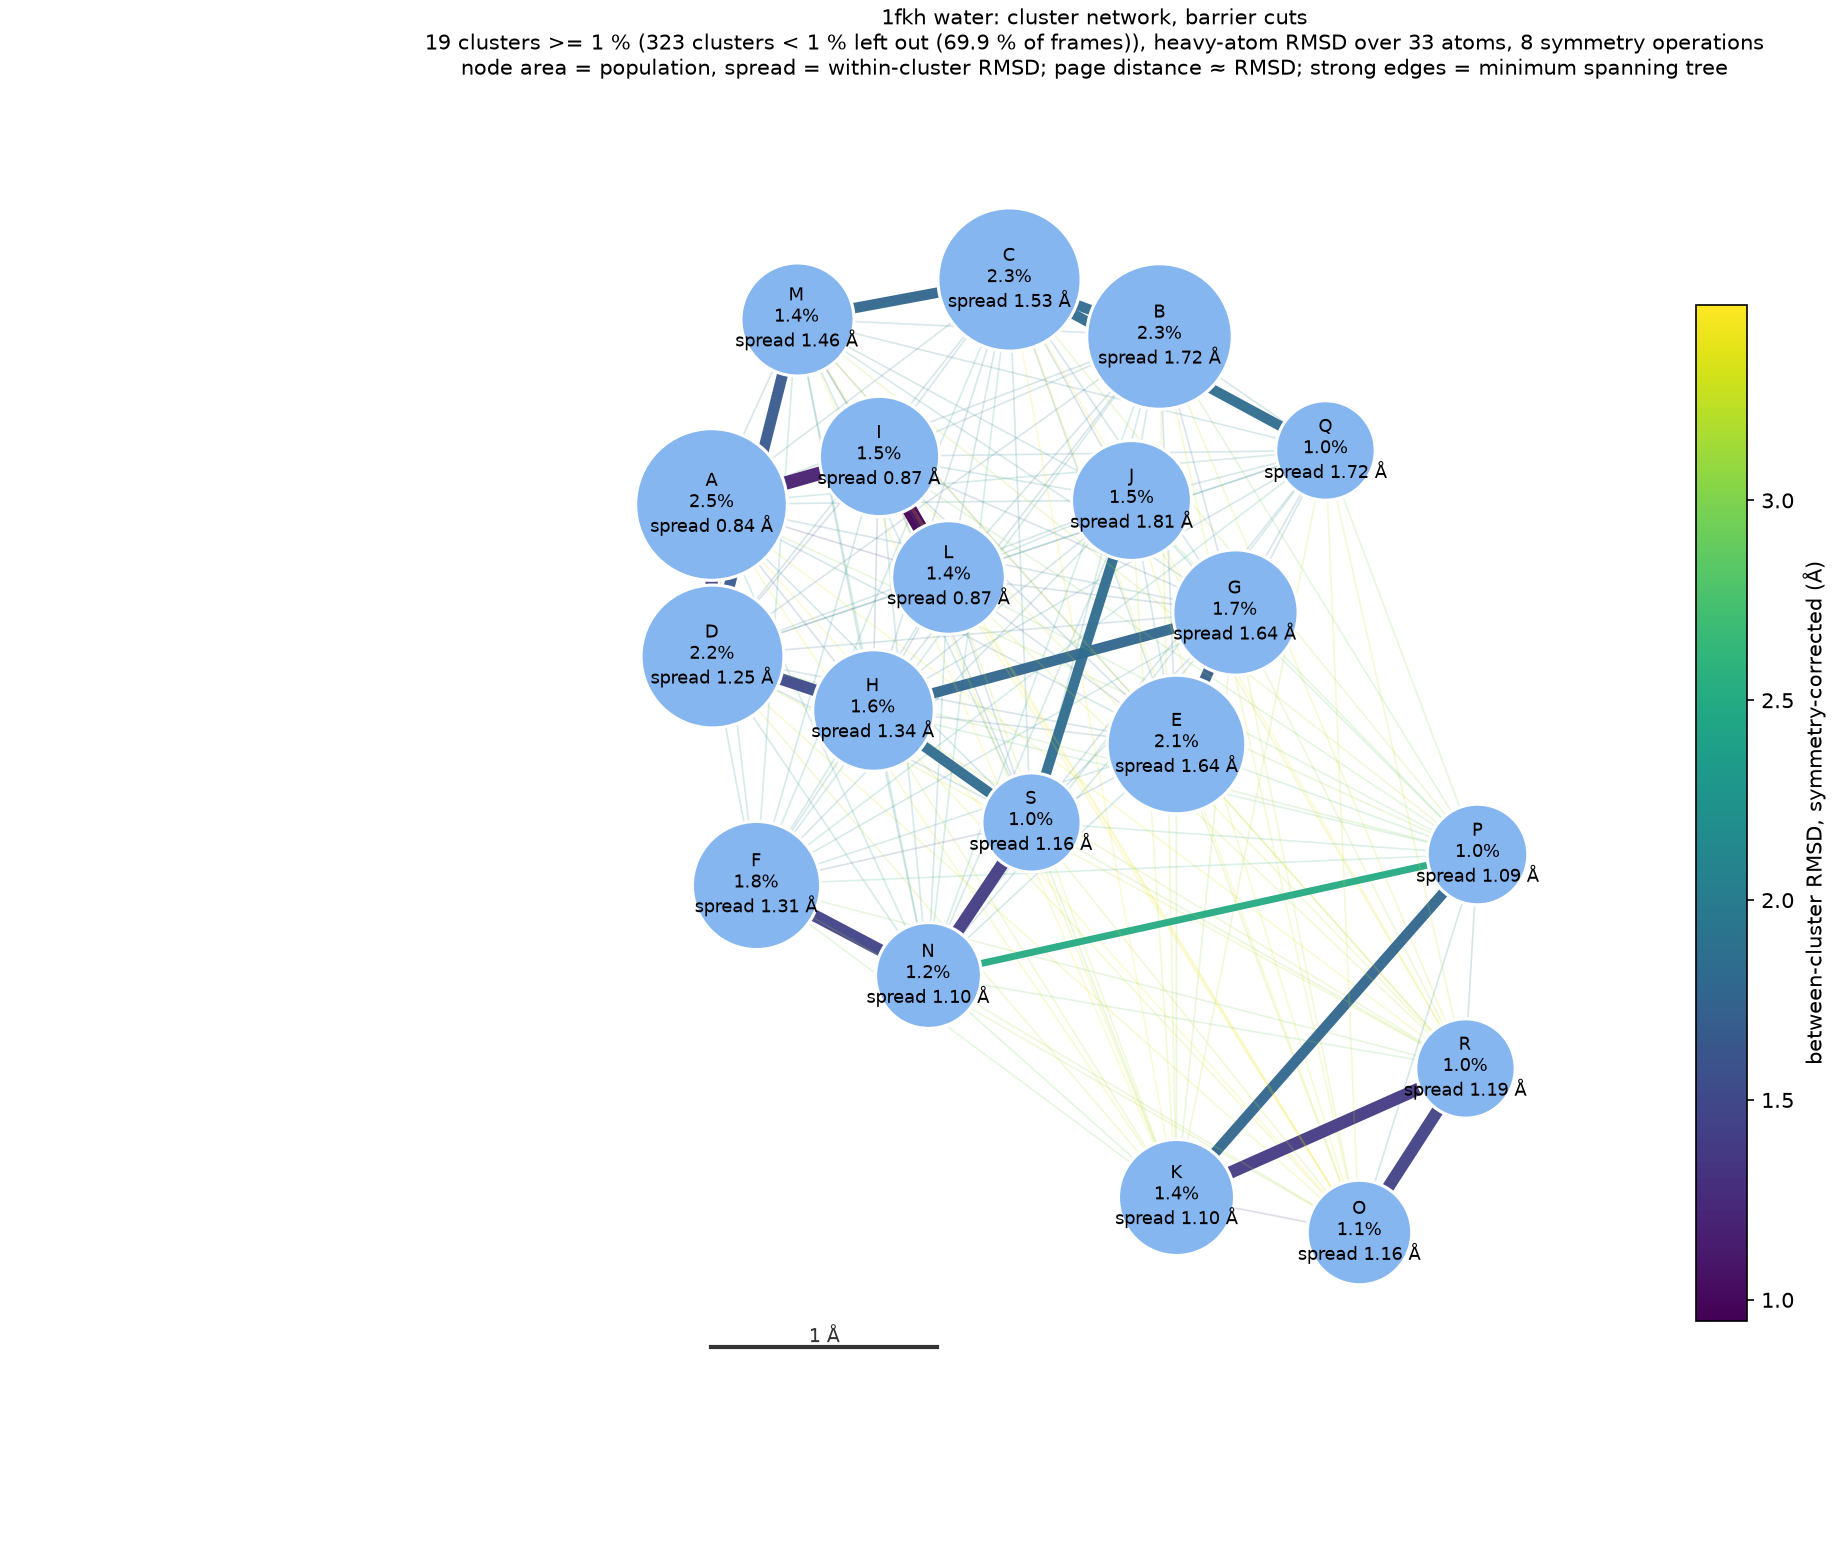 1fkh water: cluster network, barrier cuts
19 clusters >= 1 % (323 clusters < 1 % left out (69.9 % of frames)), heavy-atom RMSD over 33 atoms, 8 symmetry operations
node area = population, spread = within-cluster RMSD; page distance ≈ RMSD; strong edges = minimum spanning tree
C
2.3%
spread 1.53 Å
M
1.4%
spread 1.46 Å
B
2.3%
spread 1.72 Å
Q
1.0%
spread 1.72 Å
I
1.5%
spread 0.87 Å
A
2.5%
spread 0.84 Å
J
1.5%
spread 1.81 Å
L
1.4%
spread 0.87 Å
G
1.7%
spread 1.64 Å
D
2.2%
spread 1.25 Å
H
1.6%
spread 1.34 Å
E
2.1%
spread 1.64 Å
S
1.0%
spread 1.16 Å
P
1.0%
spread 1.09 Å
F
1.8%
spread 1.31 Å
N
1.2%
spread 1.10 Å
R
1.0%
spread 1.19 Å
K
1.4%
spread 1.10 Å
O
1.1%
spread 1.16 Å
1 Å
3.0
2.5
2.0
1.5
1.0
between-cluster RMSD, symmetry-corrected (Å)